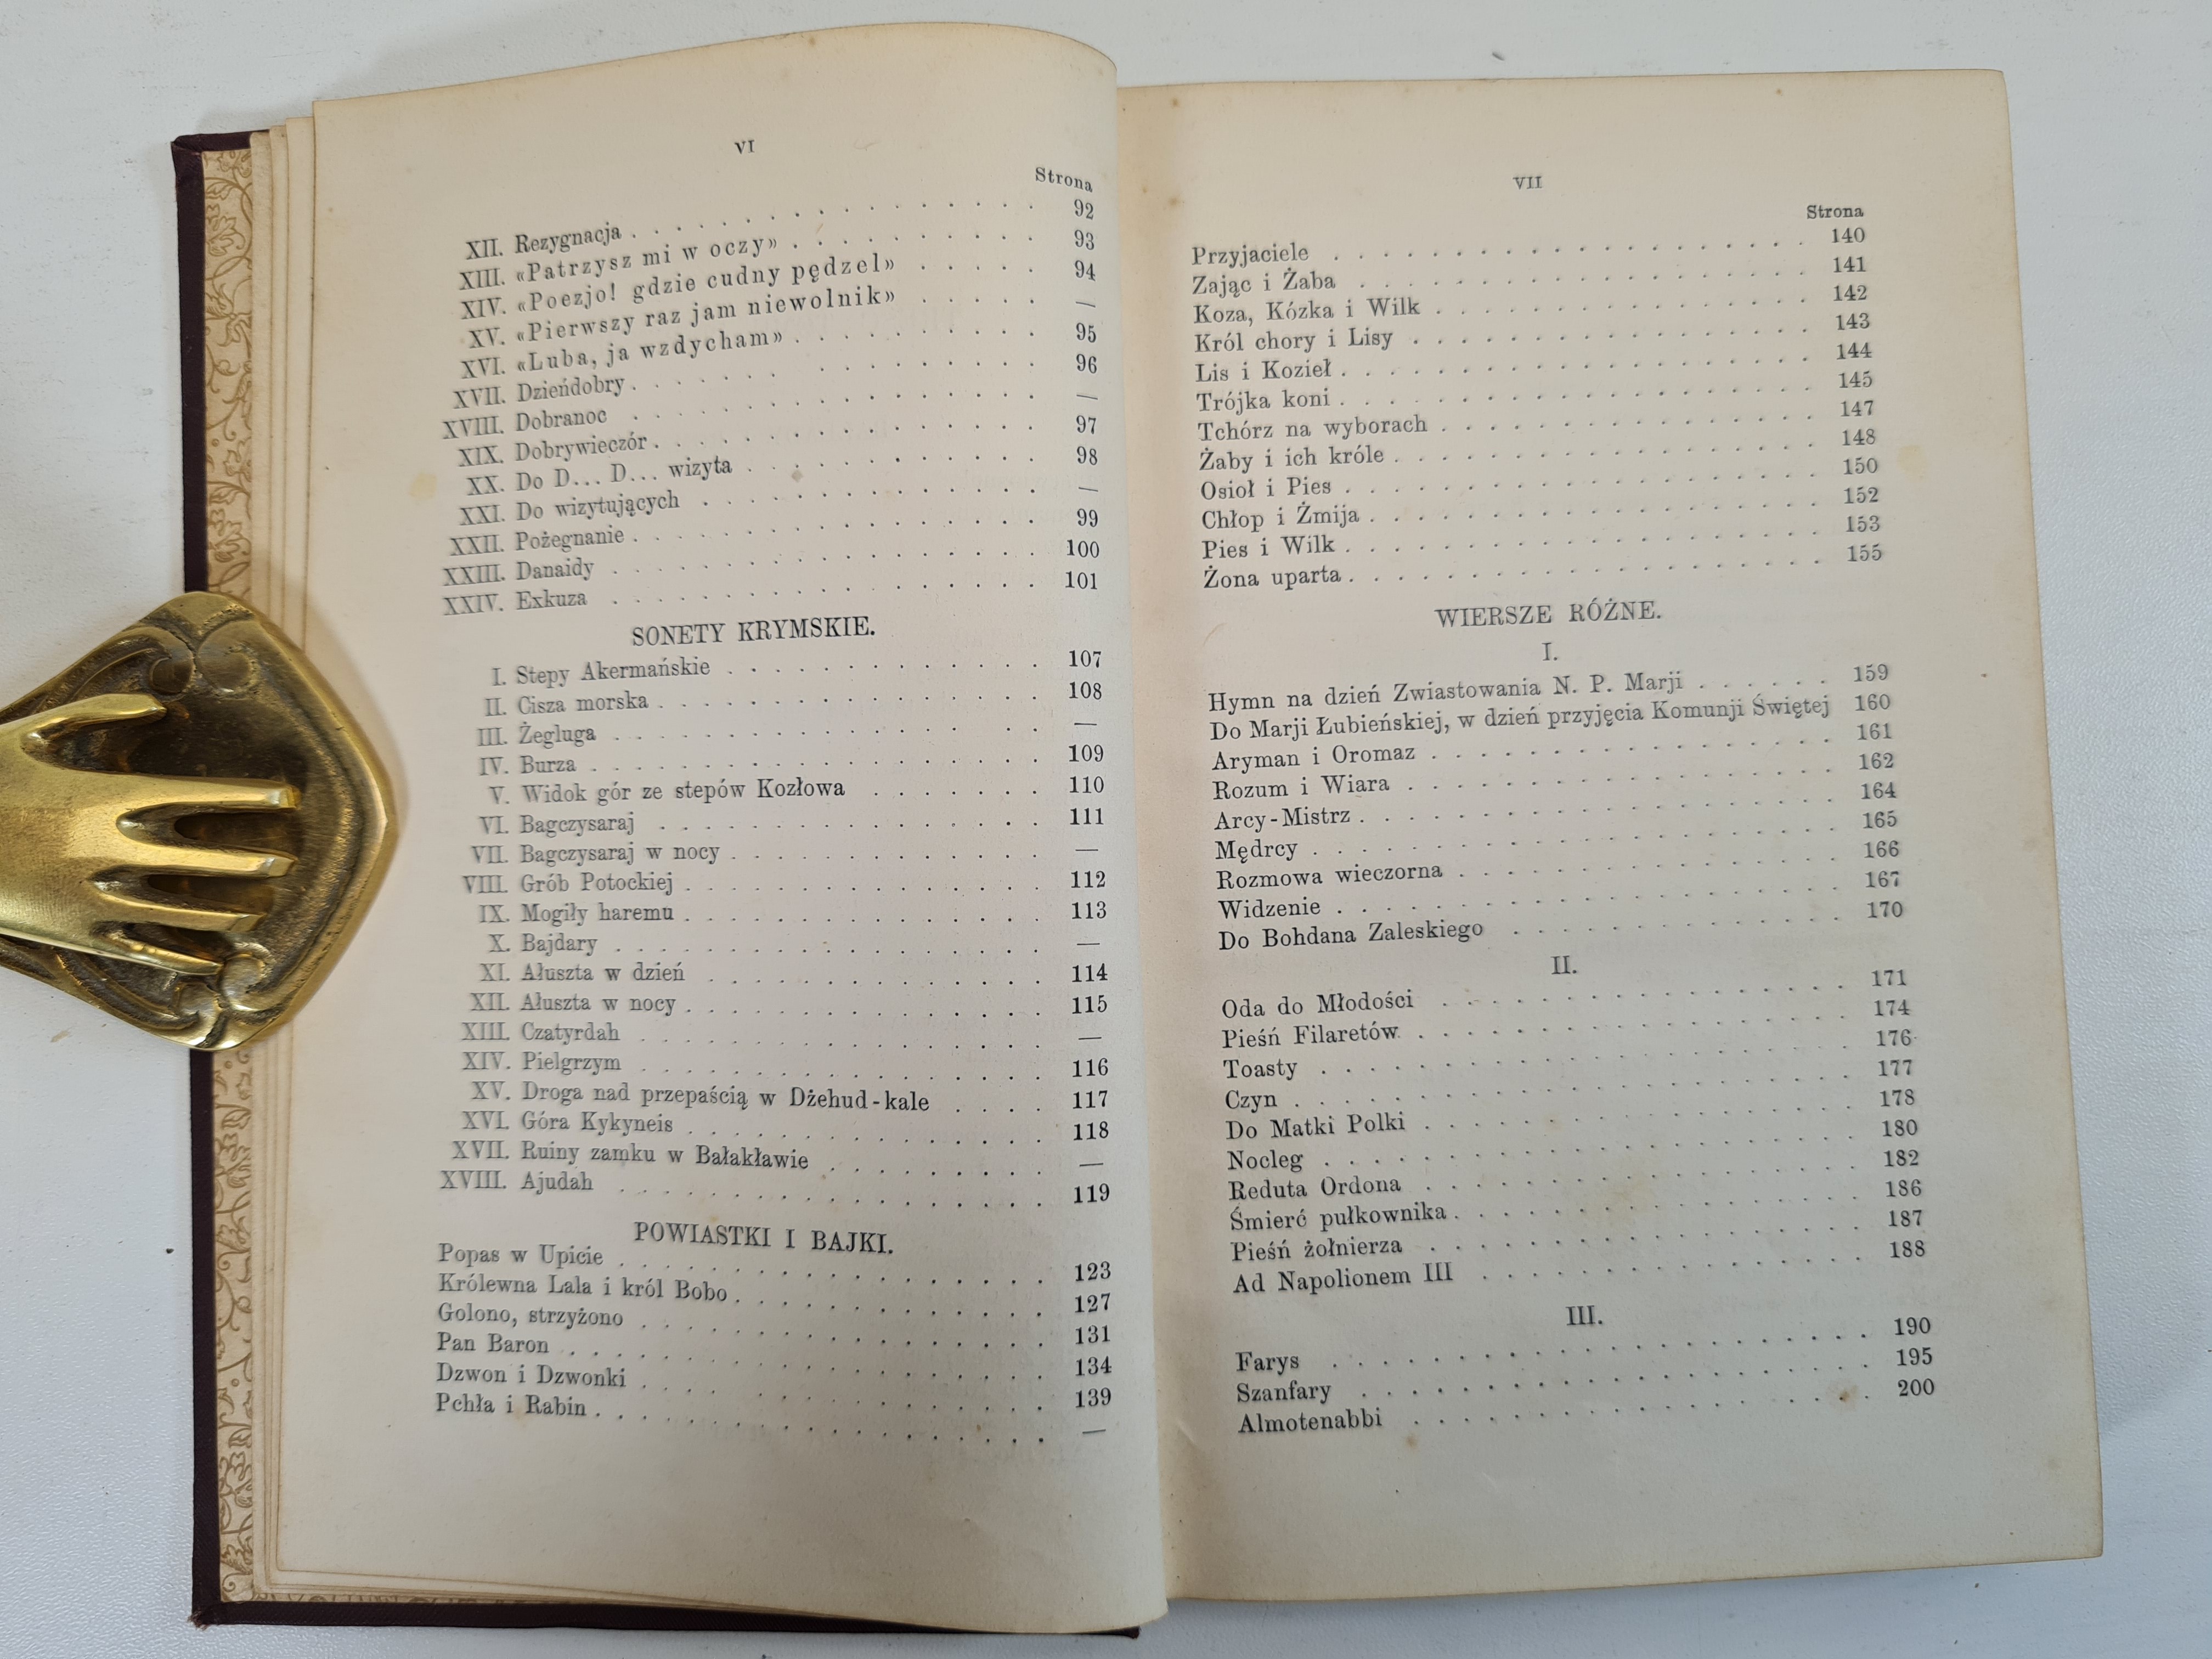 VI
Strona
XII. Rezygnacja . . . . . . . . . . . . . . . . 92
XIII. «Patrzysz mi w oczy» . . . . . . . . . . 93
XIV. «Poezjo! gdzie cudny pędzel» . . . . . 94
XV. «Pierwszy raz jam niewolnik» . . . . . —
XVI. «Luba, ja wzdycham» . . . . . . . . . . 95
XVII. Dzieńdobry . . . . . . . . . . . . . . . . 96
XVIII. Dobranoc . . . . . . . . . . . . . . . . —
XIX. Dobrywieczór . . . . . . . . . . . . . . . 97
XX. Do D... D... wizyta . . . . . . . . . . . . 98
XXI. Do wizytujących . . . . . . . . . . . . . —
XXII. Pożegnanie . . . . . . . . . . . . . . . . 99
XXIII. Danaidy . . . . . . . . . . . . . . . . . 100
XXIV. Exkuza . . . . . . . . . . . . . . . . . 101
SONETY KRYMSKIE.
I. Stepy Akermańskie . . . . . . . . . . . . . 107
II. Cisza morska . . . . . . . . . . . . . . . . 108
III. Żegluga . . . . . . . . . . . . . . . . . —
IV. Burza . . . . . . . . . . . . . . . . . . 109
V. Widok gór ze stepów Kozłowa . . . . . . . 110
VI. Bagczysaraj . . . . . . . . . . . . . . . 111
VII. Bagczysaraj w nocy . . . . . . . . . . . . —
VIII. Grób Potockiej . . . . . . . . . . . . . . 112
IX. Mogiły haremu . . . . . . . . . . . . . . 113
X. Bajdary . . . . . . . . . . . . . . . . . —
XI. Ałuszta w dzień . . . . . . . . . . . . . 114
XII. Ałuszta w nocy . . . . . . . . . . . . . . 115
XIII. Czatyrdah . . . . . . . . . . . . . . . . —
XIV. Pielgrzym . . . . . . . . . . . . . . . . 116
XV. Droga nad przepaścią w Dżehud-kale . . . . 117
XVI. Góra Kykyneis . . . . . . . . . . . . . . 118
XVII. Ruiny zamku w Bałakławie . . . . . . . . —
XVIII. Ajudah . . . . . . . . . . . . . . . . . 119
POWIASTKI I BAJKI.
Popas w Upicie . . . . . . . . . . . . . . . . 123
Królewna Lala i król Bobo . . . . . . . . . . . 127
Golono, strzyżono . . . . . . . . . . . . . . . 131
Pan Baron . . . . . . . . . . . . . . . . . . 134
Dzwon i Dzwonki . . . . . . . . . . . . . . . 139
Pchła i Rabin . . . . . . . . . . . . . . . . . —
VII
Strona
Przyjaciele . . . . . . . . . . . . . . . . . . 140
Zając i Żaba . . . . . . . . . . . . . . . . . 141
Koza, Kózka i Wilk . . . . . . . . . . . . . . 142
Król chory i Lisy . . . . . . . . . . . . . . . 143
Lis i Kozieł . . . . . . . . . . . . . . . . . . 144
Trójka koni . . . . . . . . . . . . . . . . . . 145
Tchórz na wyborach . . . . . . . . . . . . . . 147
Żaby i ich króle . . . . . . . . . . . . . . . . 148
Osioł i Pies . . . . . . . . . . . . . . . . . . 150
Chłop i Żmija . . . . . . . . . . . . . . . . . 152
Pies i Wilk . . . . . . . . . . . . . . . . . . 153
Żona uparta . . . . . . . . . . . . . . . . . . 155
WIERSZE RÓŻNE.
I.
Hymn na dzień Zwiastowania N. P. Marji . . . . . . 159
Do Marji Łubieńskiej, w dzień przyjęcia Komunji Świętej 160
Aryman i Oromaz . . . . . . . . . . . . . . . . 161
Rozum i Wiara . . . . . . . . . . . . . . . . . 162
Arcy-Mistrz . . . . . . . . . . . . . . . . . . 164
Mędrcy . . . . . . . . . . . . . . . . . . . . 165
Rozmowa wieczorna . . . . . . . . . . . . . . . 166
Widzenie . . . . . . . . . . . . . . . . . . . 167
Do Bohdana Zaleskiego . . . . . . . . . . . . . 170
II.
Oda do Młodości . . . . . . . . . . . . . . . . 171
Pieśń Filaretów . . . . . . . . . . . . . . . . . 174
Toasty . . . . . . . . . . . . . . . . . . . . 176
Czyn . . . . . . . . . . . . . . . . . . . . . 177
Do Matki Polki . . . . . . . . . . . . . . . . . 178
Nocleg . . . . . . . . . . . . . . . . . . . . 180
Reduta Ordona . . . . . . . . . . . . . . . . . 182
Śmierć pułkownika . . . . . . . . . . . . . . . . 186
Pieśń żołnierza . . . . . . . . . . . . . . . . . 187
Ad Napolionem III . . . . . . . . . . . . . . . 188
III.
Farys . . . . . . . . . . . . . . . . . . . . . 190
Szanfary . . . . . . . . . . . . . . . . . . . . 195
Almotenabbi . . . . . . . . . . . . . . . . . . 200